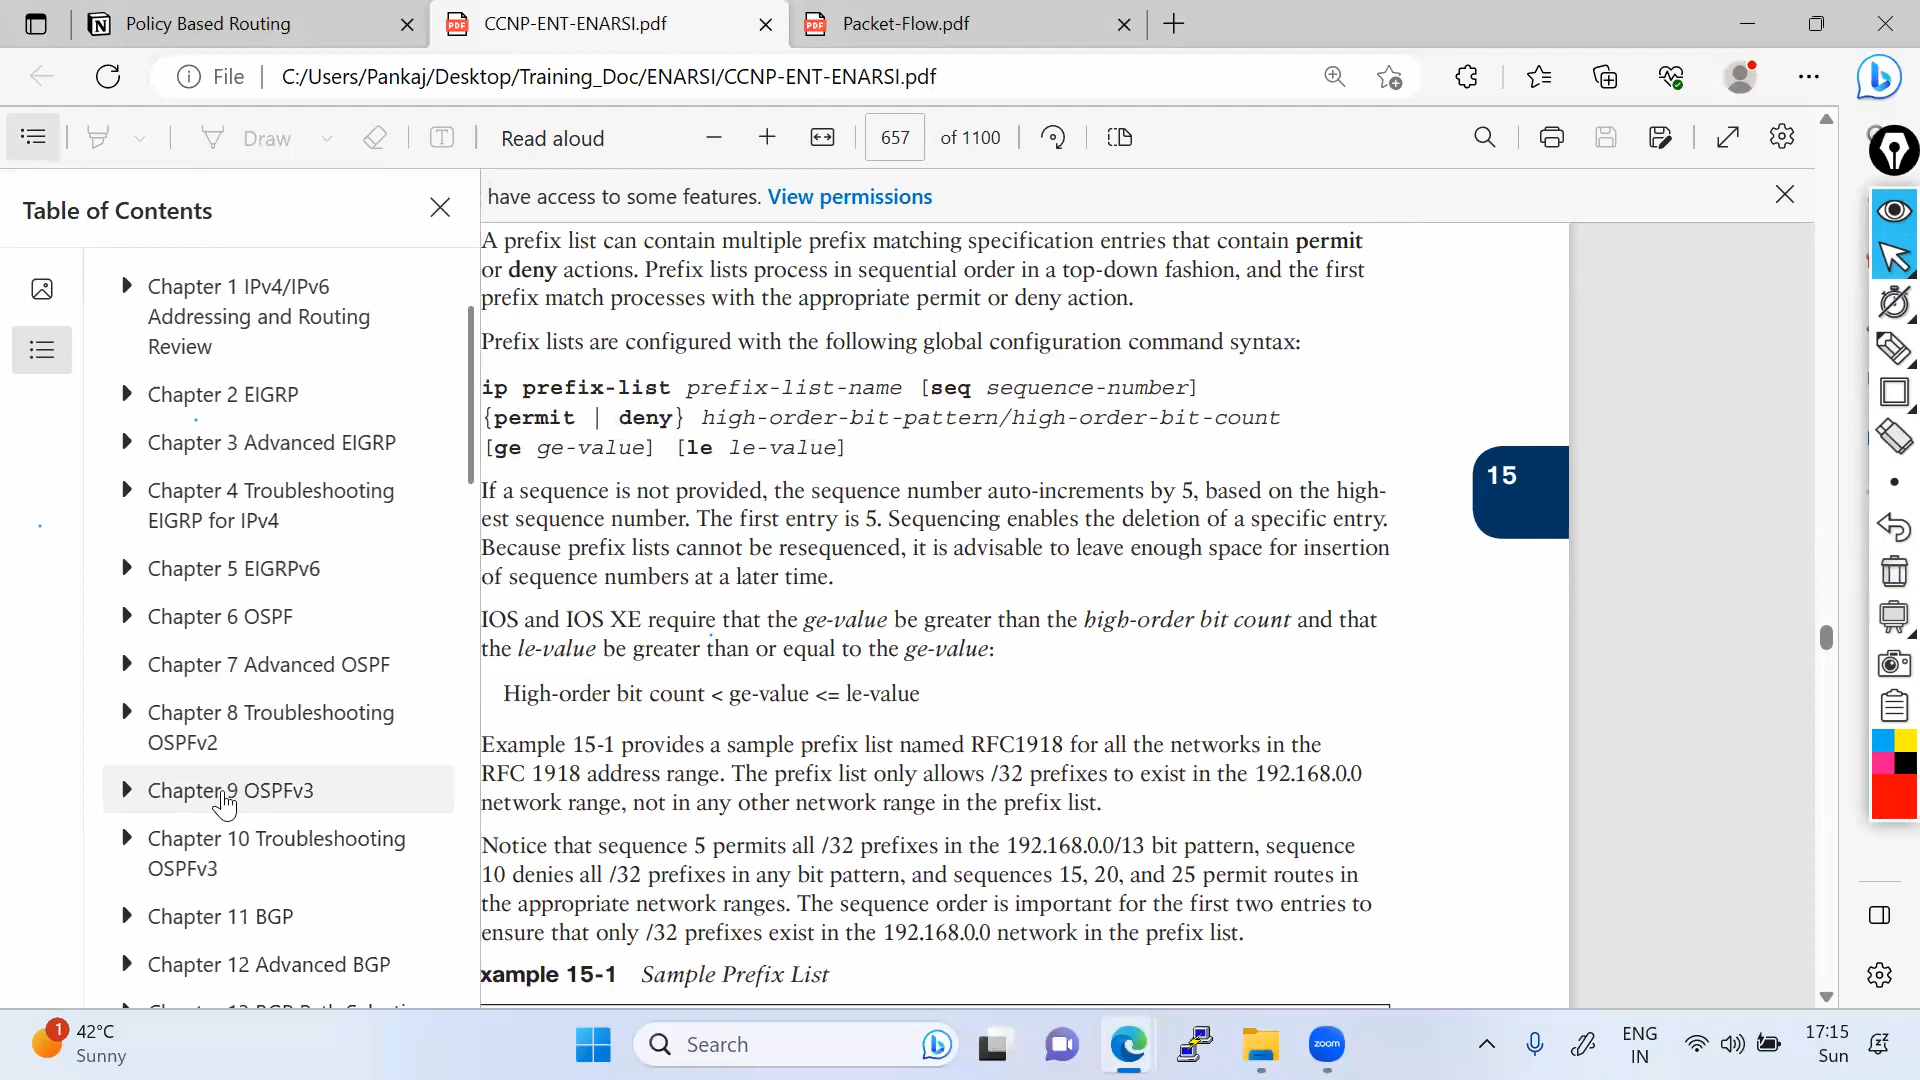 Policy Based Routing
CCNP-ENT-ENARSI.pdf
Packet-Flow.pdf
File
C:/Users/Pankaj/Desktop/Training_Doc/ENARSI/CCNP-ENT-ENARSI.pdf
Draw
Read aloud
657
of 1100
Table of Contents
have access to some features. View permissions
Chapter 1 IPv4/IPv6
Addressing and Routing
Review
Chapter 2 EIGRP
Chapter 3 Advanced EIGRP
Chapter 4 Troubleshooting
EIGRP for IPv4
Chapter 5 EIGRPv6
Chapter 6 OSPF
Chapter 7 Advanced OSPF
Chapter 8 Troubleshooting
OSPFv2
Chapter 9 OSPFv3
Chapter 10 Troubleshooting
OSPFv3
Chapter 11 BGP
Chapter 12 Advanced BGP
A prefix list can contain multiple prefix matching specification entries that contain permit
or deny actions. Prefix lists process in sequential order in a top-down fashion, and the first
prefix match processes with the appropriate permit or deny action.
Prefix lists are configured with the following global configuration command syntax:
ip prefix-list prefix-list-name [seq sequence-number]
{permit | deny} high-order-bit-pattern/high-order-bit-count
[ge ge-value] [le le-value]
15
If a sequence is not provided, the sequence number auto-increments by 5, based on the high-
est sequence number. The first entry is 5. Sequencing enables the deletion of a specific entry.
Because prefix lists cannot be resequenced, it is advisable to leave enough space for insertion
of sequence numbers at a later time.
IOS and IOS XE require that the ge-value be greater than the high-order bit count and that
the le-value be greater than or equal to the ge-value:
High-order bit count < ge-value <= le-value
Example 15-1 provides a sample prefix list named RFC1918 for all the networks in the
RFC 1918 address range. The prefix list only allows /32 prefixes to exist in the 192.168.0.0
network range, not in any other network range in the prefix list.
Notice that sequence 5 permits all /32 prefixes in the 192.168.0.0/13 bit pattern, sequence
10 denies all /32 prefixes in any bit pattern, and sequences 15, 20, and 25 permit routes in
the appropriate network ranges. The sequence order is important for the first two entries to
ensure that only /32 prefixes exist in the 192.168.0.0 network in the prefix list.
xample 15-1 Sample Prefix List
1
42°C
Sunny
Search
zoom
ENG
IN
17:15
Sun